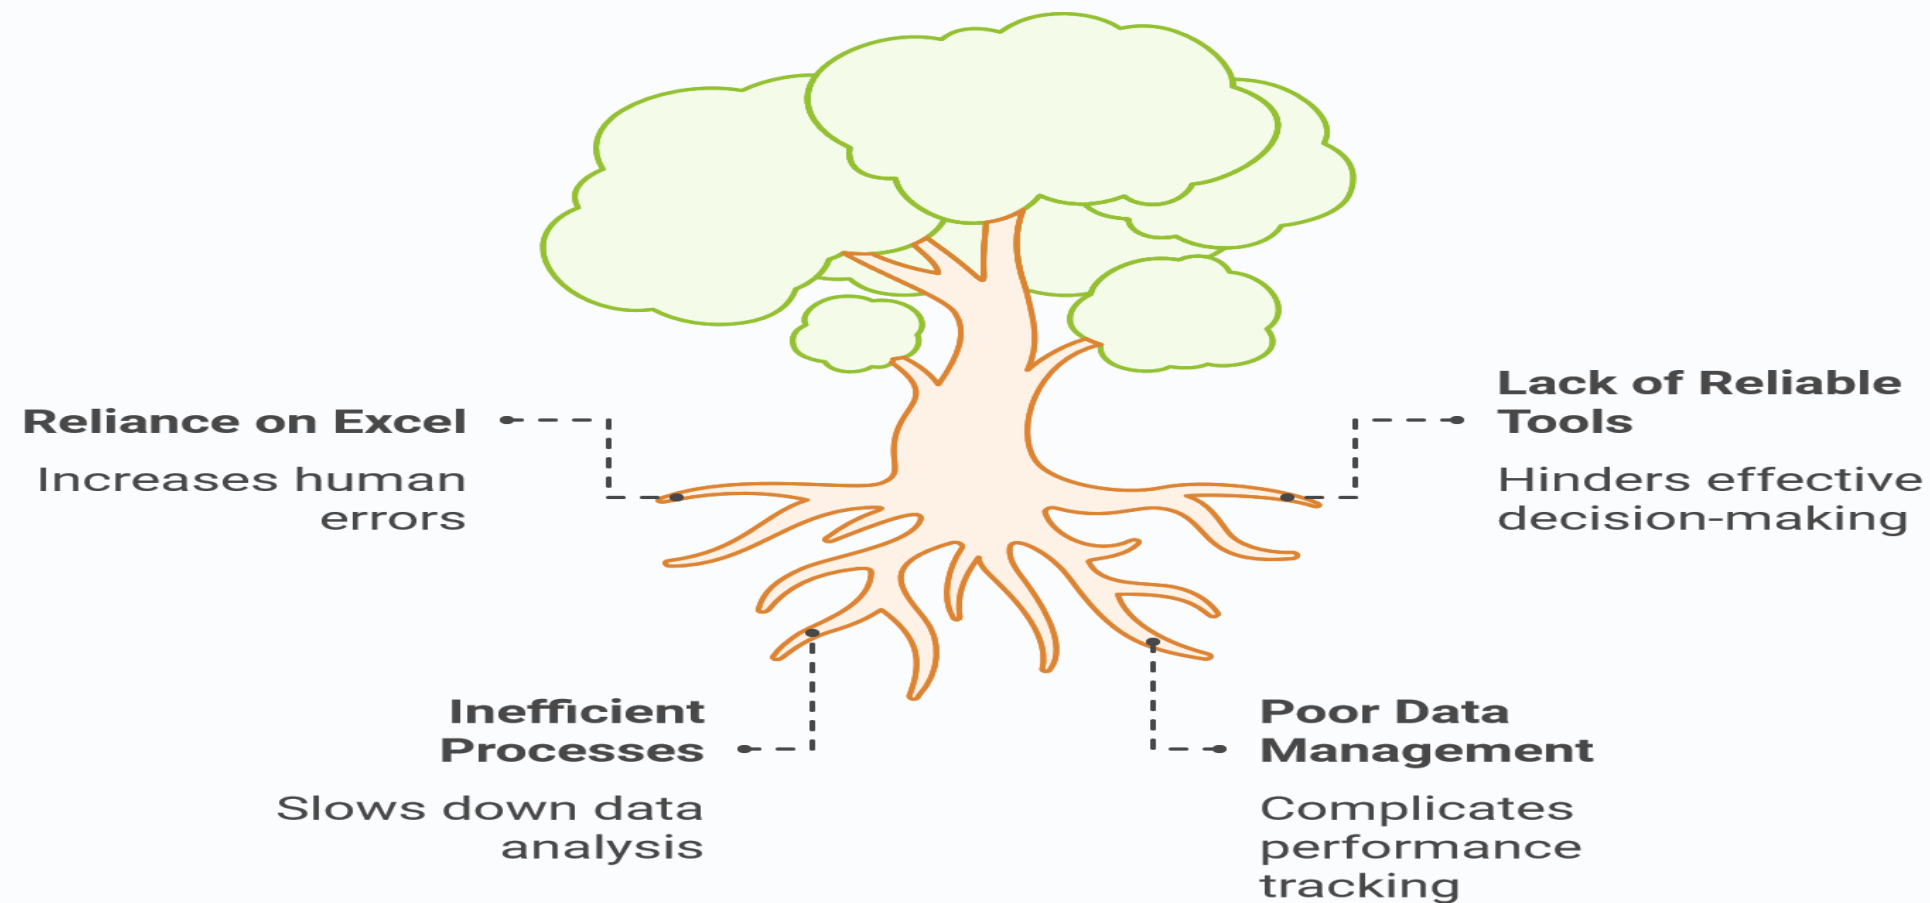 Reliance on Excel
Increases human
errors
Lack of Reliable
Tools
Hinders effective
decision-making
Inefficient
Processes
Slows down data
analysis
Poor Data
Management
Complicates
performance
tracking